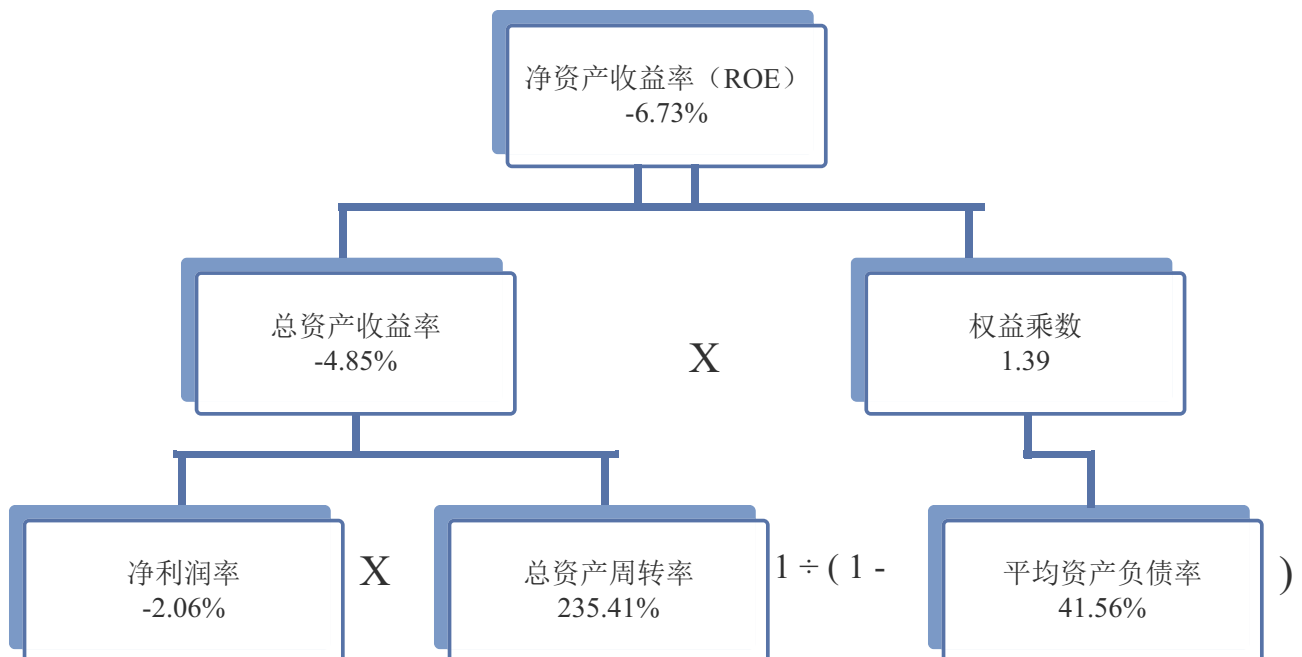 净资产收益率（ROE）
-6.73%
总资产收益率
-4.85%
X
权益乘数
1.39
净利润率
-2.06%
X
总资产周转率
235.41%
1 ÷ ( 1 -
平均资产负债率
41.56%
)